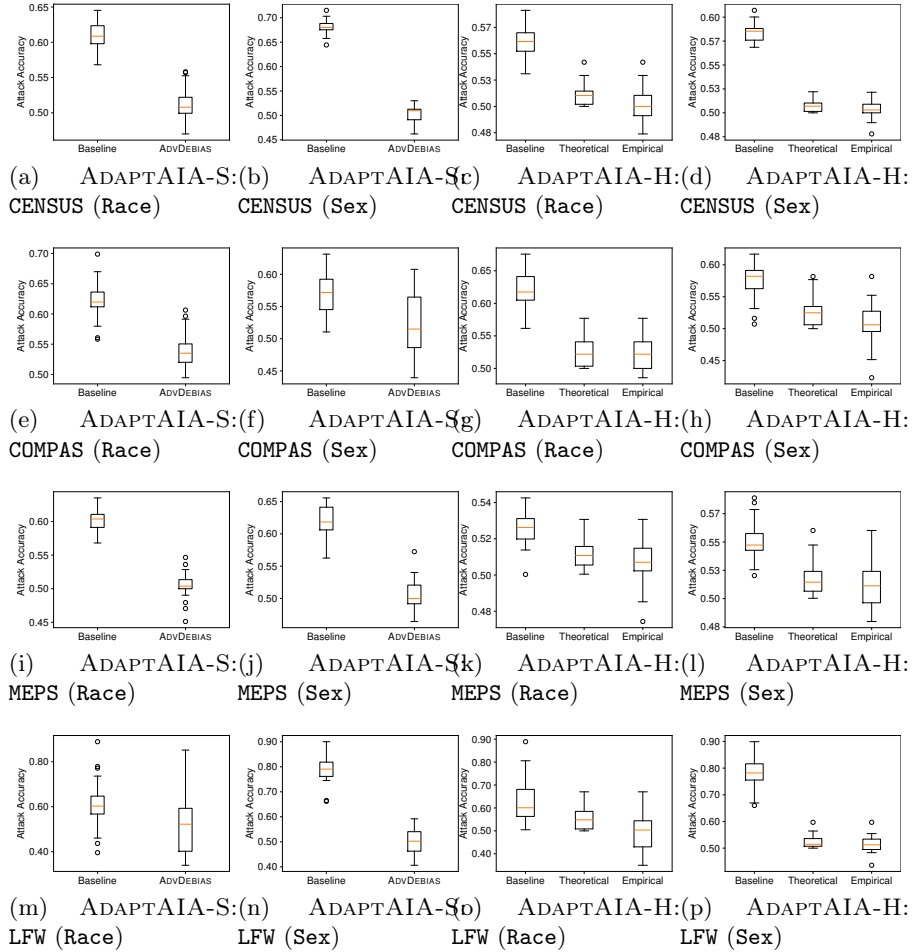 Attack Accuracy
0.65
0.60
0.55
0.50
Baseline
ADVDEBIAS
Attack Accuracy
0.70
0.65
0.60
0.55
0.50
0.45
Baseline
ADVDEBIAS
Attack Accuracy
0.58
0.55
0.53
0.50
0.48
Baseline
Theoretical
Empirical
Attack Accuracy
0.60
0.57
0.55
0.53
0.50
0.48
Baseline
Theoretical
Empirical
(a) ADAPTAIA-S:
CENSUS (Race)
(b) ADAPTAIA-S:
CENSUS (Sex)
(c) ADAPTAIA-H:
CENSUS (Race)
(d) ADAPTAIA-H:
CENSUS (Sex)
Attack Accuracy
0.70
0.65
0.60
0.55
0.50
Baseline
ADVDEBIAS
Attack Accuracy
0.60
0.55
0.50
0.45
Baseline
ADVDEBIAS
Attack Accuracy
0.65
0.60
0.55
0.50
Baseline
Theoretical
Empirical
Attack Accuracy
0.60
0.55
0.50
0.45
Baseline
Theoretical
Empirical
(e) ADAPTAIA-S:
COMPAS (Race)
(f) ADAPTAIA-S:
COMPAS (Sex)
(g) ADAPTAIA-H:
COMPAS (Race)
(h) ADAPTAIA-H:
COMPAS (Sex)
Attack Accuracy
0.60
0.55
0.50
0.45
Baseline
ADVDEBIAS
Attack Accuracy
0.65
0.60
0.55
0.50
Baseline
ADVDEBIAS
Attack Accuracy
0.54
0.52
0.50
0.48
Baseline
Theoretical
Empirical
Attack Accuracy
0.57
0.55
0.53
0.50
0.48
Baseline
Theoretical
Empirical
(i) ADAPTAIA-S:
MEPS (Race)
(j) ADAPTAIA-S:
MEPS (Sex)
(k) ADAPTAIA-H:
MEPS (Race)
(l) ADAPTAIA-H:
MEPS (Sex)
Attack Accuracy
0.80
0.60
0.40
Baseline
ADVDEBIAS
Attack Accuracy
0.90
0.80
0.70
0.60
0.50
0.40
Baseline
ADVDEBIAS
Attack Accuracy
0.90
0.80
0.70
0.60
0.50
0.40
Baseline
Theoretical
Empirical
Attack Accuracy
0.90
0.80
0.70
0.60
0.50
Baseline
Theoretical
Empirical
(m) ADAPTAIA-S:
LFW (Race)
(n) ADAPTAIA-S:
LFW (Sex)
(o) ADAPTAIA-H:
LFW (Race)
(p) ADAPTAIA-H:
LFW (Sex)